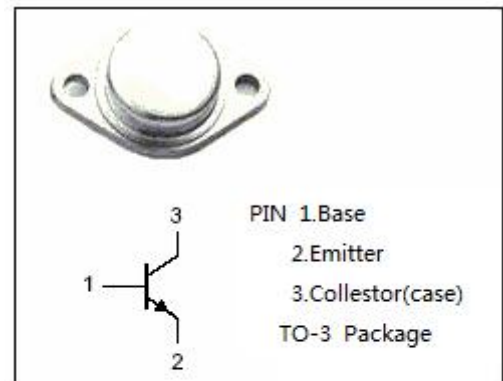 3
PIN 1.Base
2.Emitter
1
3.Collestor(case)
TO-3 Package
2